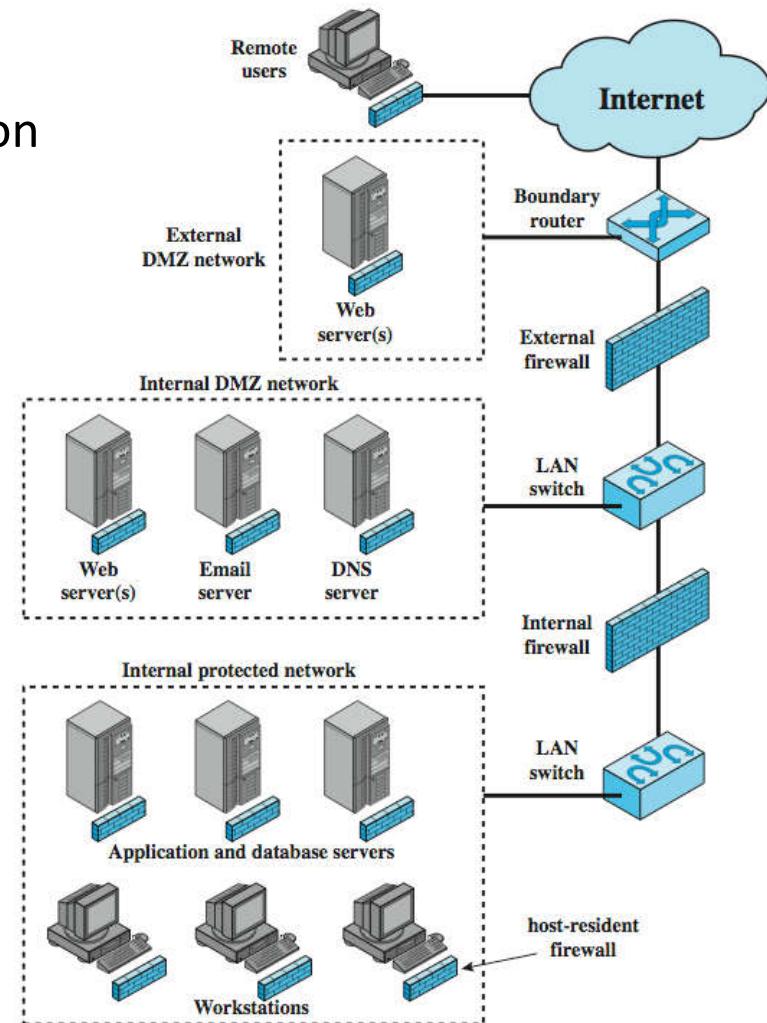 on
Remote
users
Internet
Boundary
router
External
DMZ network
Web
server(s)
External
firewall
Internal DMZ network
LAN
switch
Web
server(s)
Email
server
DNS
server
Internal
firewall
Internal protected network
LAN
switch
Application and database servers
host-resident
firewall
Workstations